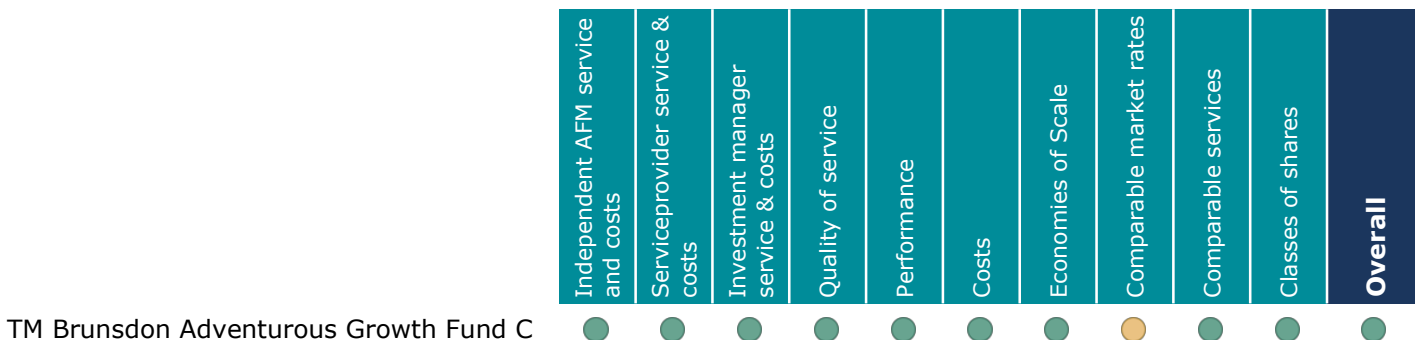 Independent AFM service
and costs
Serviceprovider service &
costs
Investment manager
service & costs
Quality of service
Performance
Costs
Economies of Scale
Comparable market rates
Comparable services
Classes of shares
Overall
TM Brunsdon Adventurous Growth Fund C